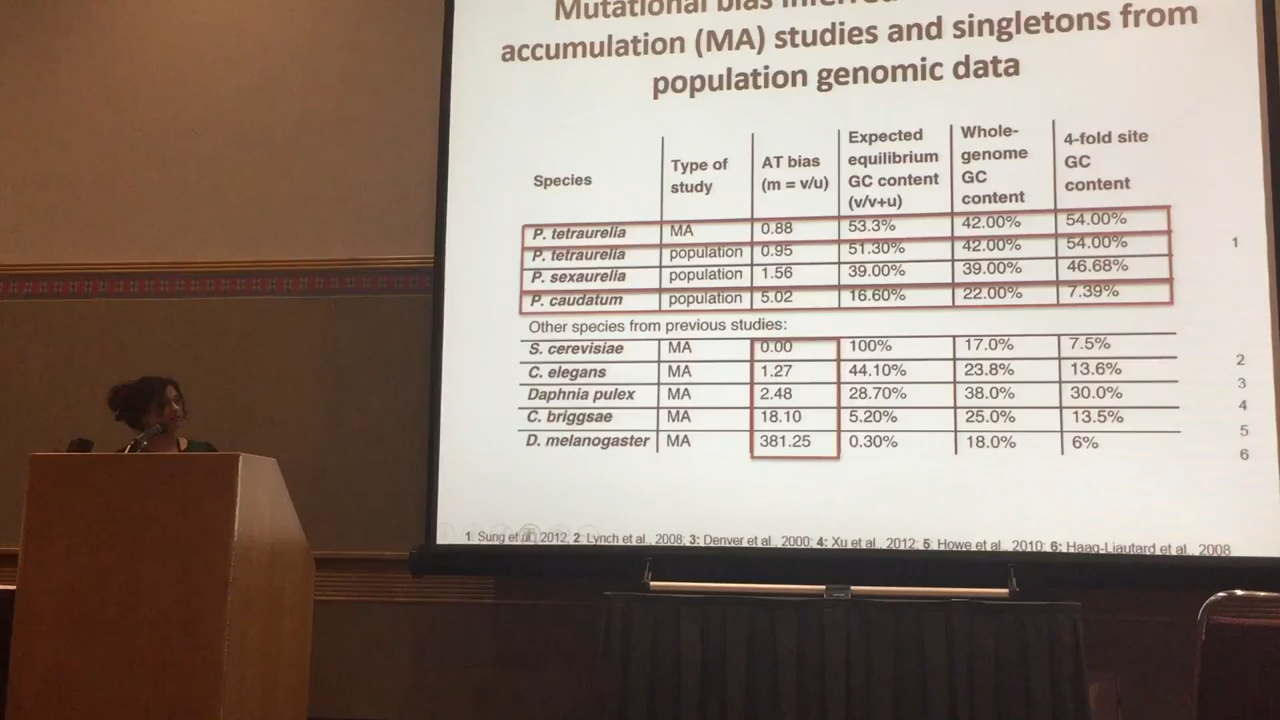 Mutational bias
accumulation (MA) studies and singletons from
population genomic data
Species | Type of study | AT bias (m = v/u) | Expected equilibrium GC content (v/v+u) | Whole-genome GC content | 4-fold site GC content
P. tetraurelia MA 0.88 53.3% 42.00% 54.00% 1
P. tetraurelia population 0.95 51.30% 42.00% 54.00%
P. sexaurelia population 1.56 39.00% 39.00% 46.68%
P. caudatum population 5.02 16.60% 22.00% 7.39%
Other species from previous studies:
S. cerevisiae MA 0.00 100% 17.0% 7.5% 2
C. elegans MA 1.27 44.10% 23.8% 13.6% 3
Daphnia pulex MA 2.48 28.70% 38.0% 30.0% 4
C. briggsae MA 18.10 5.20% 25.0% 13.5% 5
D. melanogaster MA 381.25 0.30% 18.0% 6% 6
1: Sung et al., 2012, 2: Lynch et al., 2008; 3: Denver et al., 2000; 4: Xu et al., 2012; 5: Howe et al., 2010; 6: Haag-Liautard et al., 2008